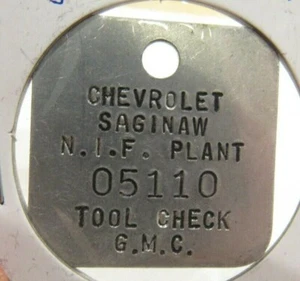 CHEVROLET
SAGINAW
N.I.F. PLANT
05110
TOOL CHECK
G.M.C.